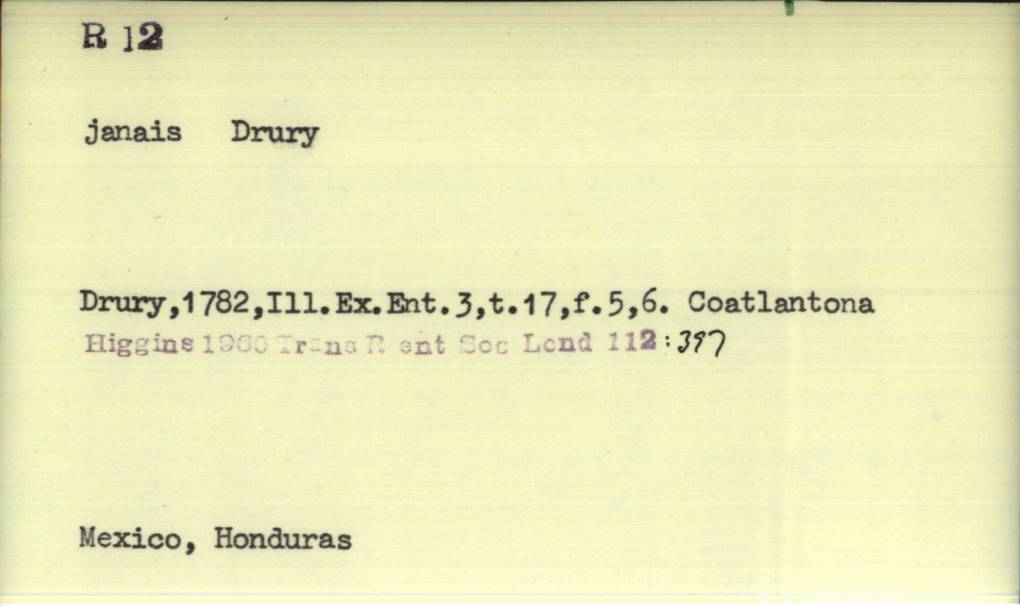 R 12
janais Drury
Drury,1782,Ill.Ex.Ent.3,t.17,f.5,6. Coatlantona
Higgins 1960 Trans R ent Soc Lond 112:397
Mexico, Honduras